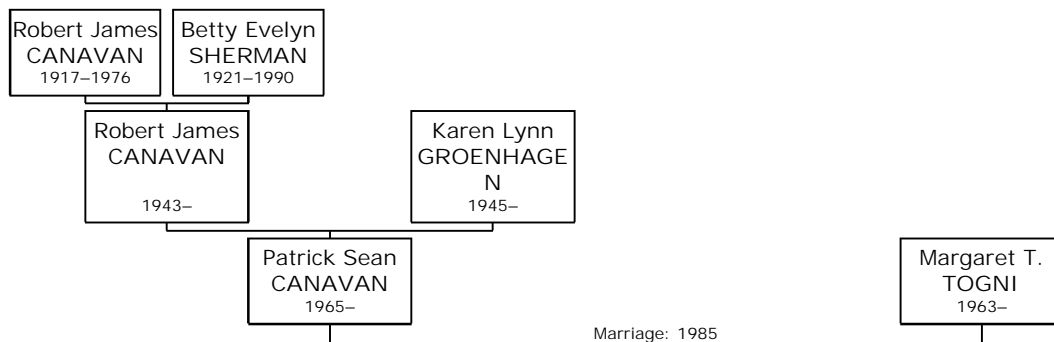 Robert James
CANAVAN
1917–1976
Betty Evelyn
SHERMAN
1921–1990
Robert James
CANAVAN
1943–
Karen Lynn
GROENHAGE
N
1945–
Patrick Sean
CANAVAN
1965–
Margaret T.
TOGNI
1963–
Marriage: 1985